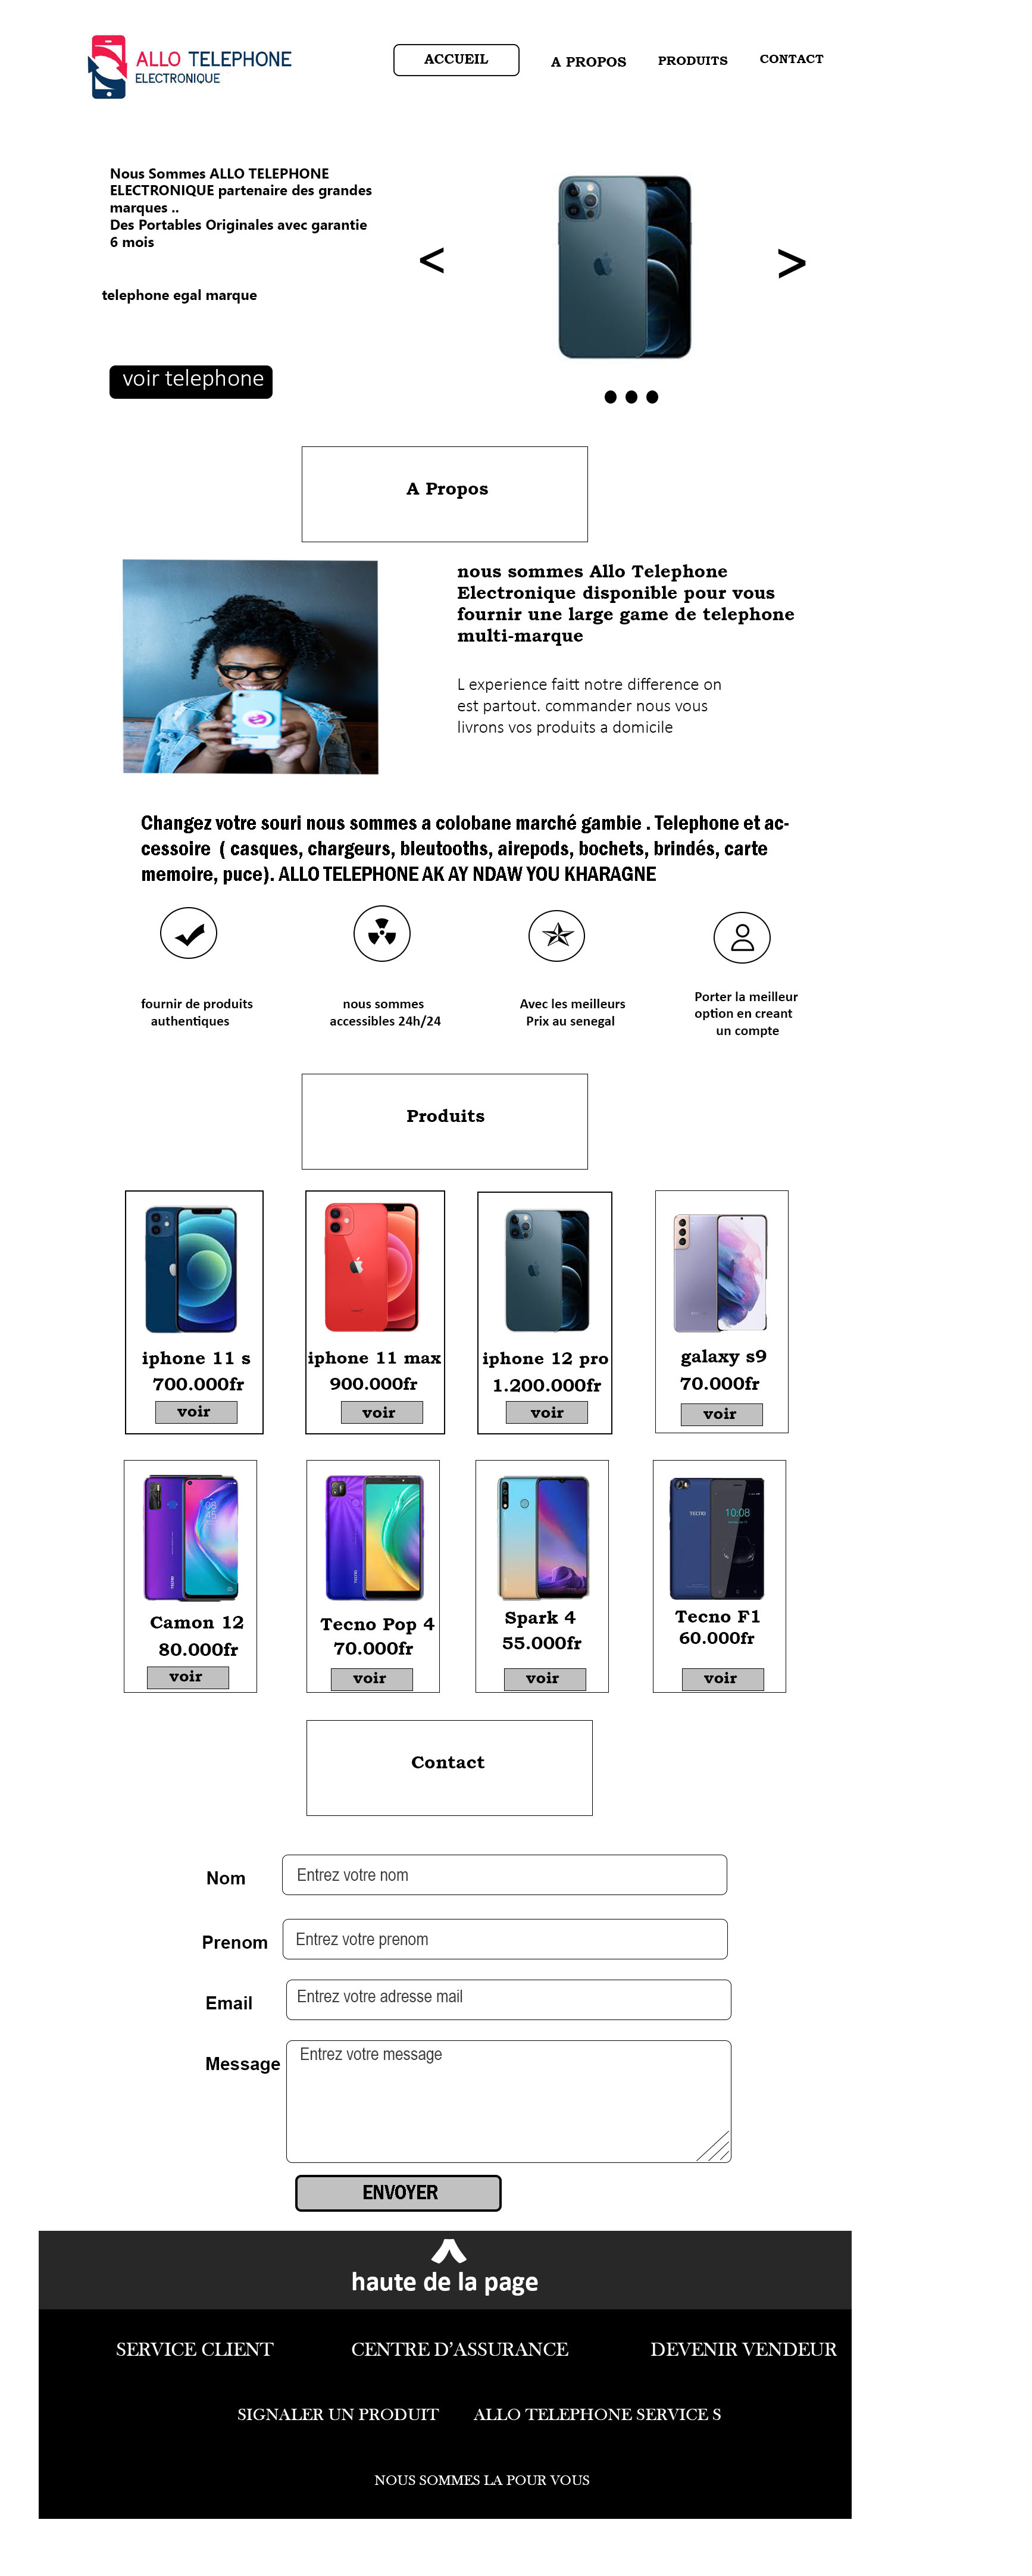 ALLO TELEPHONE
ELECTRONIQUE
ACCUEIL
A PROPOS
PRODUITS
CONTACT
Nous Sommes ALLO TELEPHONE
ELECTRONIQUE partenaire des grandes
marques ..
Des Portables Originales avec garantie
6 mois
telephone egal marque
voir telephone
<
>
A Propos
nous sommes Allo Telephone
Electronique disponible pour vous
fournir une large game de telephone
multi-marque
L experience faitt notre difference on
est partout. commander nous vous
livrons vos produits a domicile
Changez votre souri nous sommes a colobane marché gambie . Telephone et ac-
cessoire ( casques, chargeurs, bleutooths, airepods, bochets, brindés, carte
memoire, puce). ALLO TELEPHONE AK AY NDAW YOU KHARAGNE
fournir de produits
authentiques
nous sommes
accessibles 24h/24
Avec les meilleurs
Prix au senegal
Porter la meilleur
option en creant
un compte
Produits
iphone 11 s
700.000fr
voir
iphone 11 max
900.000fr
voir
iphone 12 pro
1.200.000fr
voir
galaxy s9
70.000fr
voir
Camon 12
80.000fr
voir
Tecno Pop 4
70.000fr
voir
Spark 4
55.000fr
voir
TECNO
10:08
Tecno F1
60.000fr
voir
Contact
Nom
Entrez votre nom
Prenom
Entrez votre prenom
Email
Entrez votre adresse mail
Message
Entrez votre message
ENVOYER
haute de la page
SERVICE CLIENT
CENTRE D'ASSURANCE
DEVENIR VENDEUR
SIGNALER UN PRODUIT
ALLO TELEPHONE SERVICE S
NOUS SOMMES LA POUR VOUS